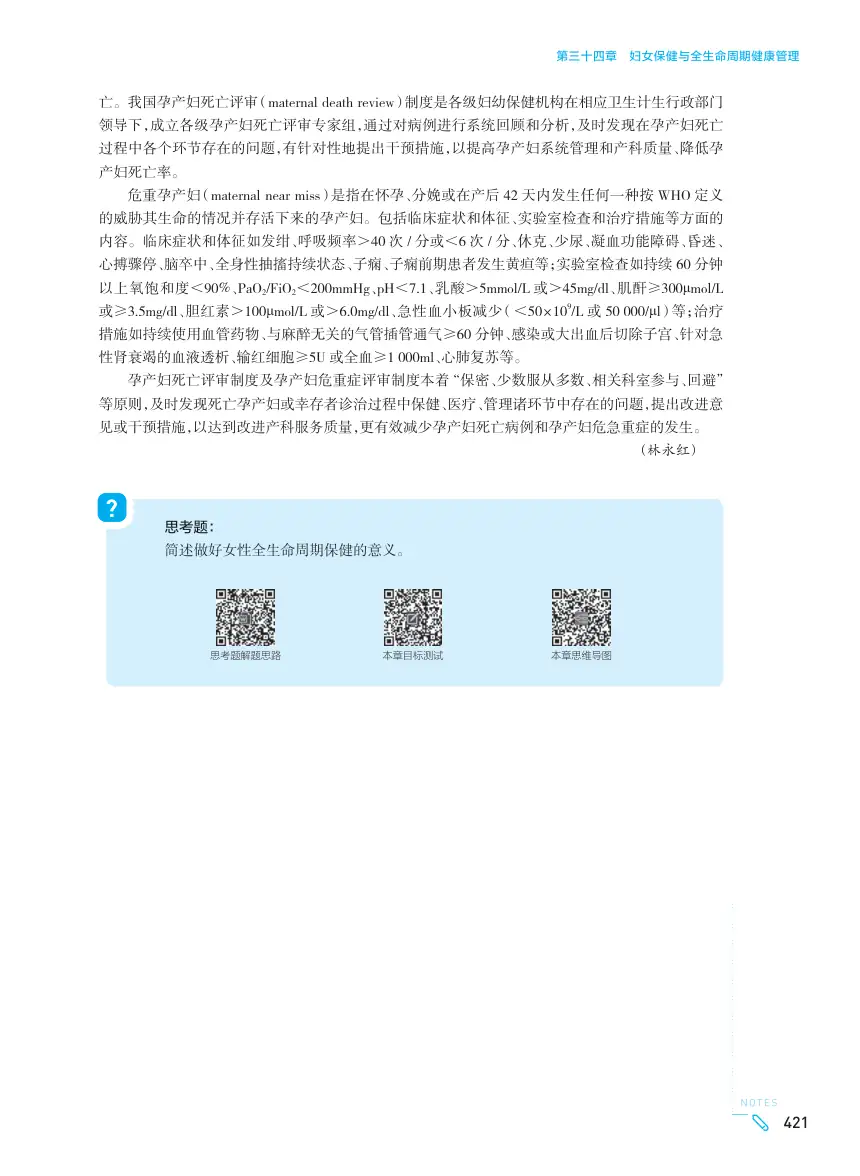 第三十四章 妇女保健与全生命周期健康管理
亡。我国孕产妇死亡评审（maternal death review）制度是各级妇幼保健机构在相应卫生计生行政部门
领导下，成立各级孕产妇死亡评审专家组，通过对病例进行系统回顾和分析，及时发现在孕产妇死亡
过程中各个环节存在的问题，有针对性地提出干预措施，以提高孕产妇系统管理和产科质量、降低孕
产妇死亡率。
危重孕产妇（maternal near miss）是指在怀孕、分娩或在产后 42 天内发生任何一种按 WHO 定义
的威胁其生命的情况并存活下来的孕产妇。包括临床症状和体征、实验室检查和治疗措施等方面的
内容。临床症状和体征如发绀、呼吸频率＞40 次 / 分或＜6 次 / 分、休克、少尿、凝血功能障碍、昏迷、
心搏骤停、脑卒中、全身性抽搐持续状态、子痫、子痫前期患者发生黄疸等；实验室检查如持续 60 分钟
以上氧饱和度＜90%、PaO₂/FiO₂＜200mmHg、pH＜7.1、乳酸＞5mmol/L 或＞45mg/dl、肌酐≥300μmol/L
或≥3.5mg/dl、胆红素＞100μmol/L 或＞6.0mg/dl、急性血小板减少（＜50×10⁹/L 或 50 000/μl）等；治疗
措施如持续使用血管药物、与麻醉无关的气管插管通气≥60 分钟、感染或大出血后切除子宫、针对急
性肾衰竭的血液透析、输红细胞≥5U 或全血≥1 000ml、心肺复苏等。
孕产妇死亡评审制度及孕产妇危重症评审制度本着“保密、少数服从多数、相关科室参与、回避”
等原则，及时发现死亡孕产妇或幸存者诊治过程中保健、医疗、管理诸环节中存在的问题，提出改进意
见或干预措施，以达到改进产科服务质量，更有效减少孕产妇死亡病例和孕产妇危急重症的发生。
（林永红）
?
思考题：
简述做好女性全生命周期保健的意义。
思考题解题思路
本章目标测试
本章思维导图
NOTES
421